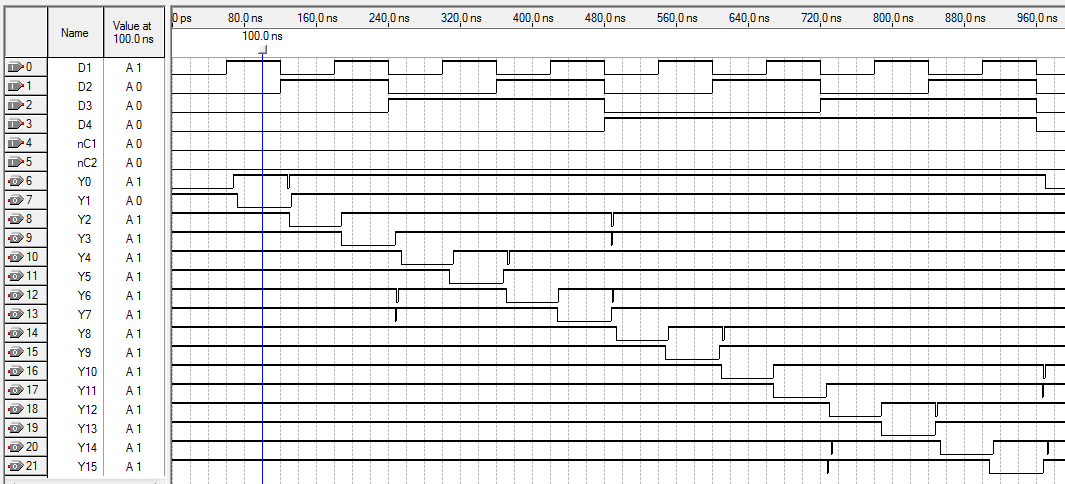 Name Value at 100.0 ns 0 ps 80.0 ns 160.0 ns 240.0 ns 320.0 ns 400.0 ns 480.0 ns 560.0 ns 640.0 ns 720.0 ns 800.0 ns 880.0 ns 960.0 ns
100.0 ns
0 D1 A 1
1 D2 A 0
2 D3 A 0
3 D4 A 0
4 nC1 A 0
5 nC2 A 0
6 Y0 A 1
7 Y1 A 0
8 Y2 A 1
9 Y3 A 1
10 Y4 A 1
11 Y5 A 1
12 Y6 A 1
13 Y7 A 1
14 Y8 A 1
15 Y9 A 1
16 Y10 A 1
17 Y11 A 1
18 Y12 A 1
19 Y13 A 1
20 Y14 A 1
21 Y15 A 1